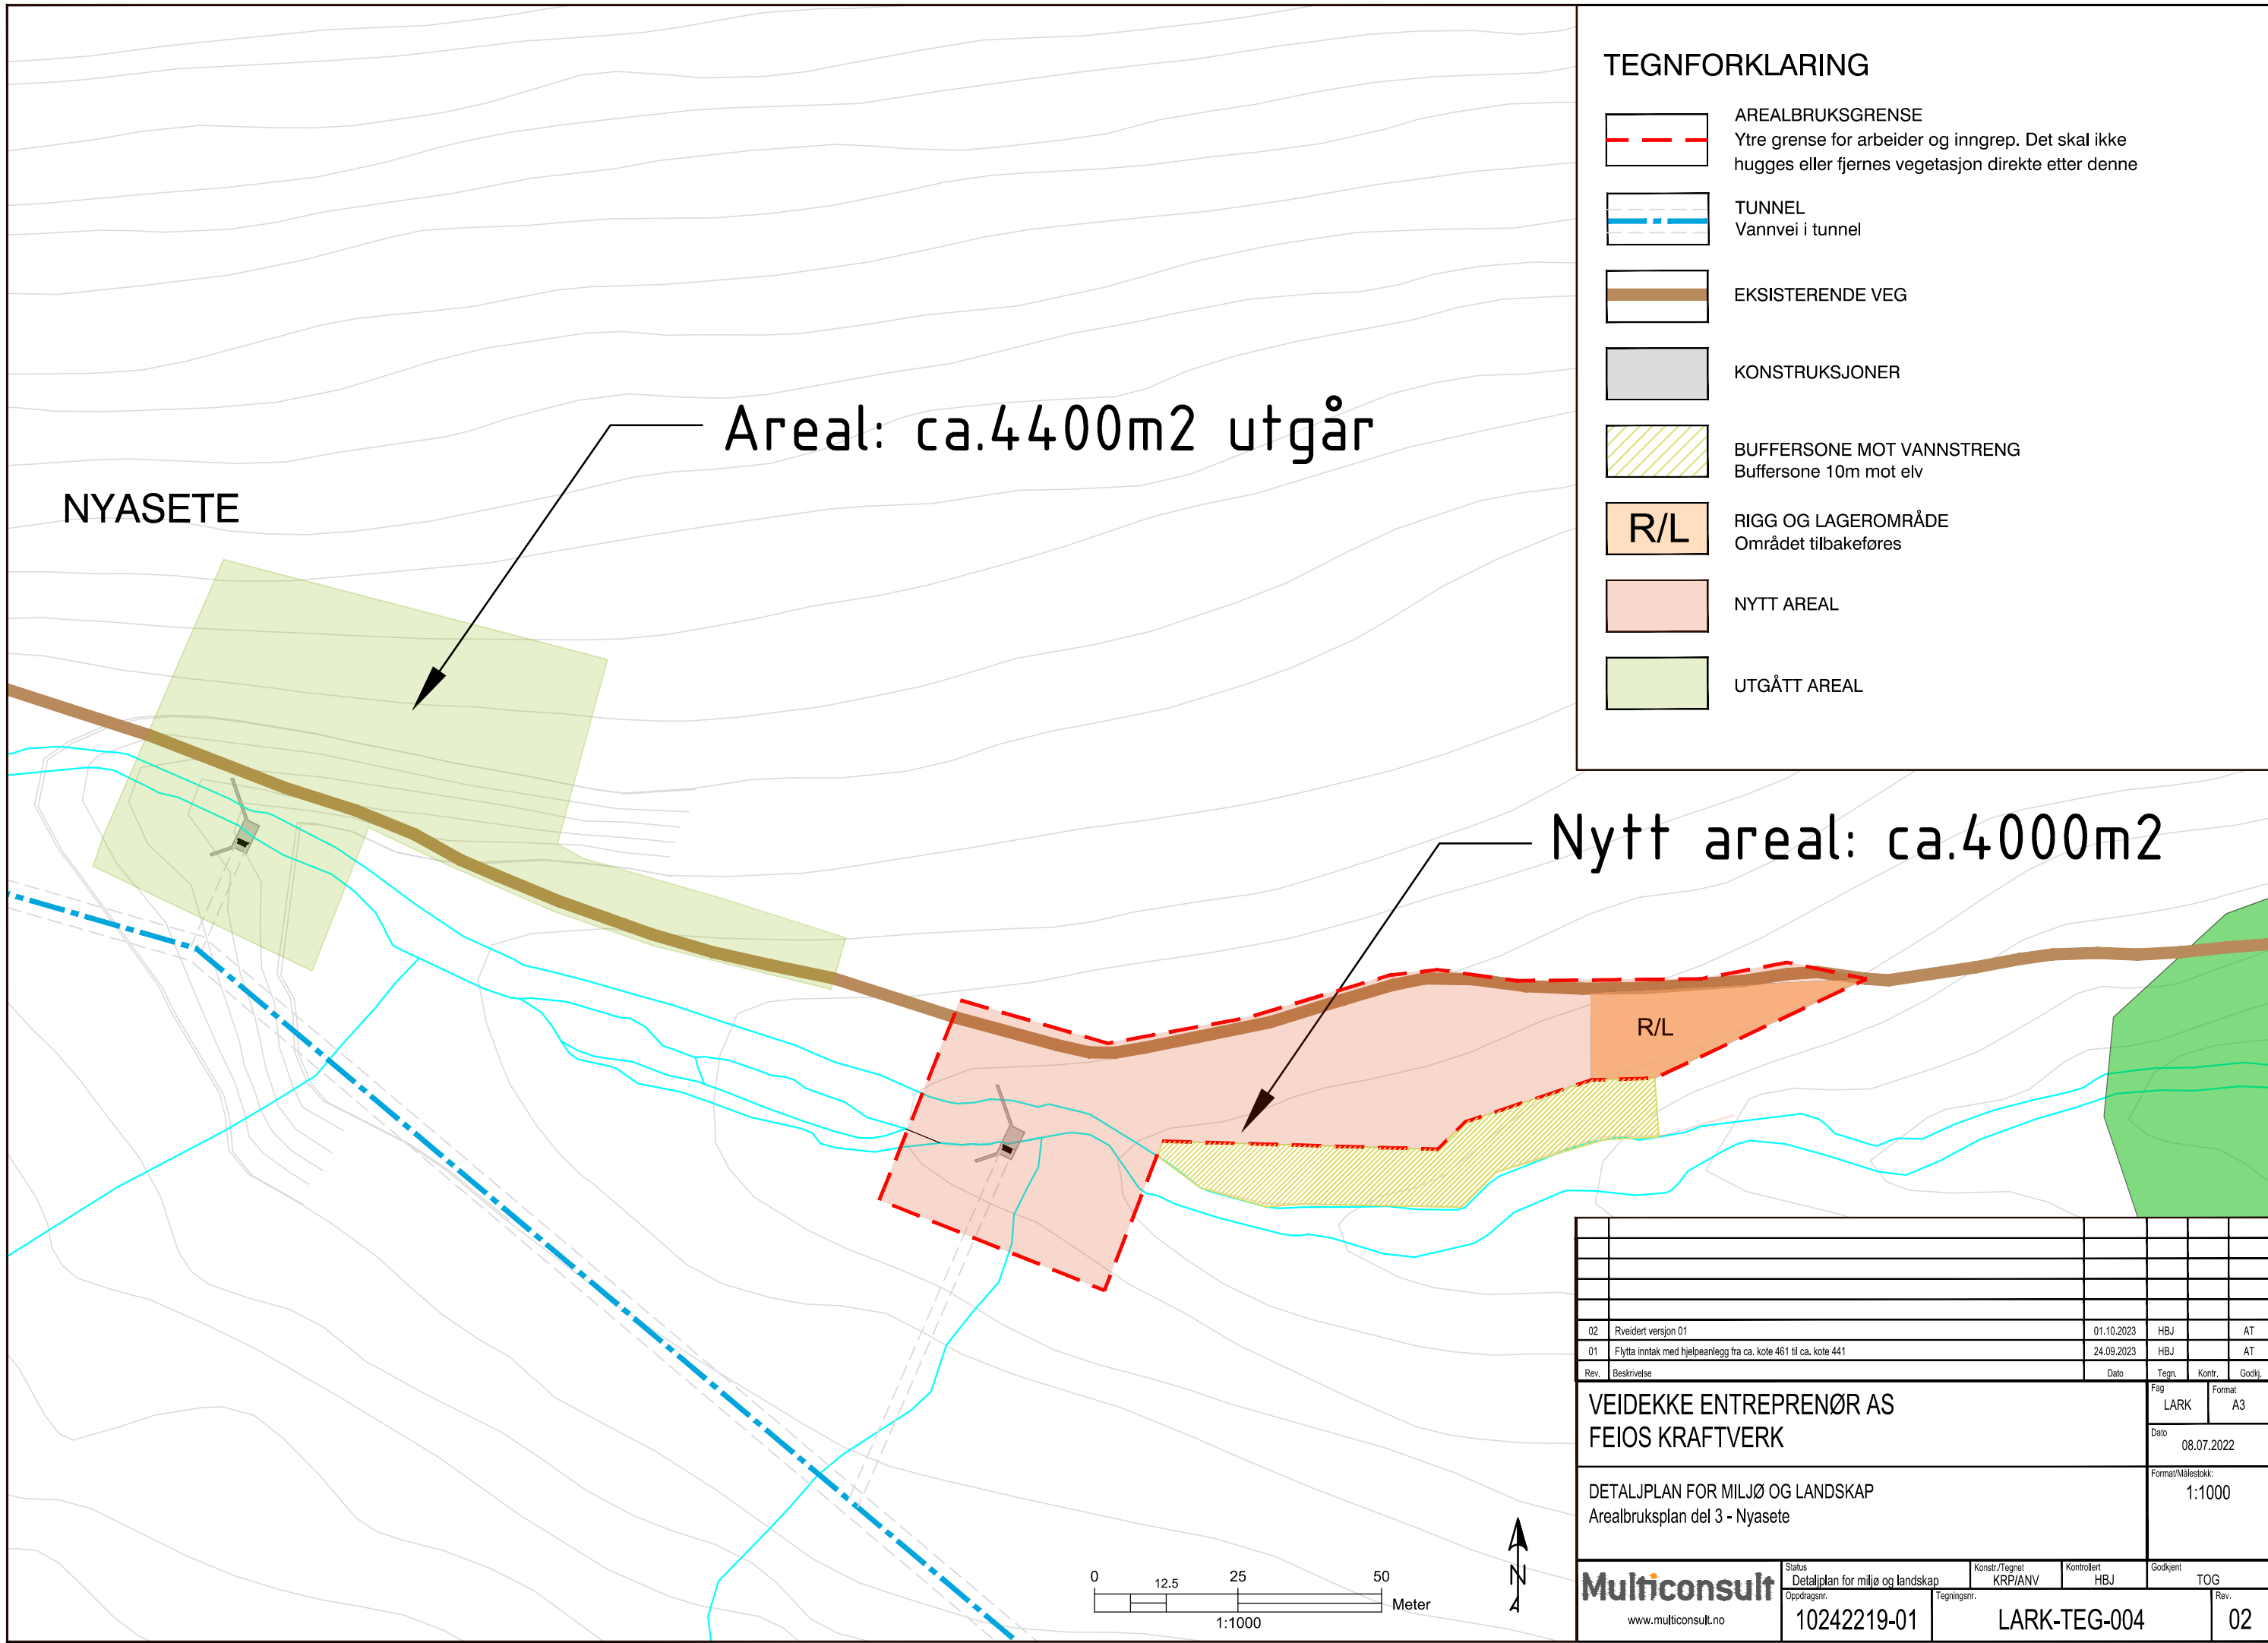 TEGNFORKLARING
AREALBRUKSGRENSE
Ytre grense for arbeider og inngrep. Det skal ikke
hugges eller fjernes vegetasjon direkte etter denne
TUNNEL
Vannvei i tunnel
EKSISTERENDE VEG
KONSTRUKSJONER
BUFFERSONE MOT VANNSTRENG
Buffersone 10m mot elv
R/L
RIGG OG LAGEROMRÅDE
Området tilbakeføres
NYTT AREAL
UTGÅTT AREAL
Areal: ca.4400m2 utgår
NYASETE
Nytt areal: ca.4000m2
R/L
02 Rveidert versjon 01 01.10.2023 HBJ AT
01 Flytta inntak med hjelpeanlegg fra ca. kote 461 til ca. kote 441 24.09.2023 HBJ AT
Rev. Beskrivelse Dato Tegn. Kontr. Godkj.
VEIDEKKE ENTREPRENØR AS
FEIOS KRAFTVERK
Fag
LARK
Format
A3
Dato
08.07.2022
DETALJPLAN FOR MILJØ OG LANDSKAP
Arealbruksplan del 3 - Nyasete
Format/Målestokk:
1:1000
0 12.5 25 50
Meter
1:1000
N
Multiconsult
www.multiconsult.no
Status
Detaljplan for miljø og landskap
Konstr./Tegnet
KRP/ANV
Kontrollert
HBJ
Godkjent
TOG
Oppdragsnr.
10242219-01
Tegningsnr.
LARK-TEG-004
Rev.
02